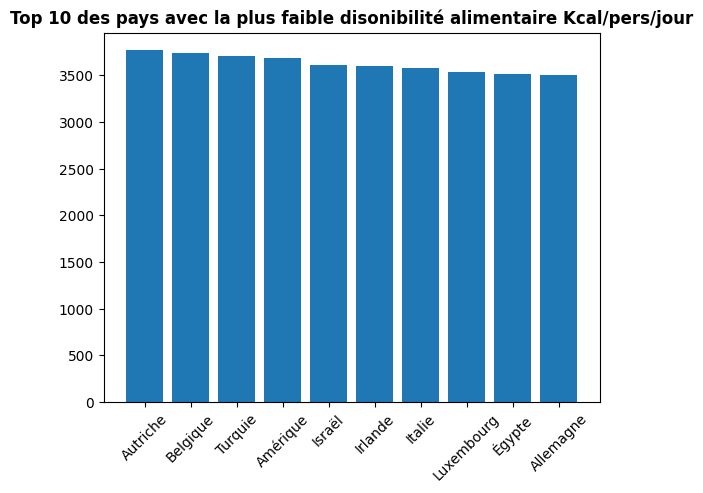 Top 10 des pays avec la plus faible disonibilité alimentaire Kcal/pers/jour
3500
3000
2500
2000
1500
1000
500
0
Autriche
Belgique
Turquie
Amérique
Israël
Irlande
Italie
Luxembourg
Égypte
Allemagne